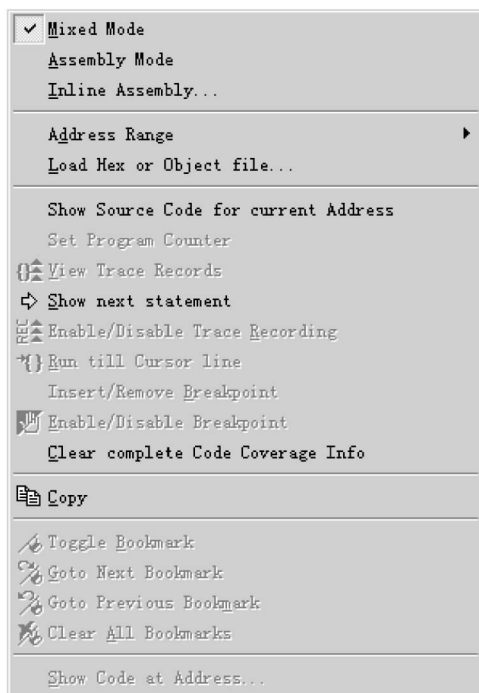 Mixed Mode
Assembly Mode
Inline Assembly...
Address Range
Load Hex or Object file...
Show Source Code for current Address
Set Program Counter
{} View Trace Records
Show next statement
REC Enable/Disable Trace Recording
{} Run till Cursor line
Insert/Remove Breakpoint
Enable/Disable Breakpoint
Clear complete Code Coverage Info
Copy
Toggle Bookmark
Goto Next Bookmark
Goto Previous Bookmark
Clear All Bookmarks
Show Code at Address...